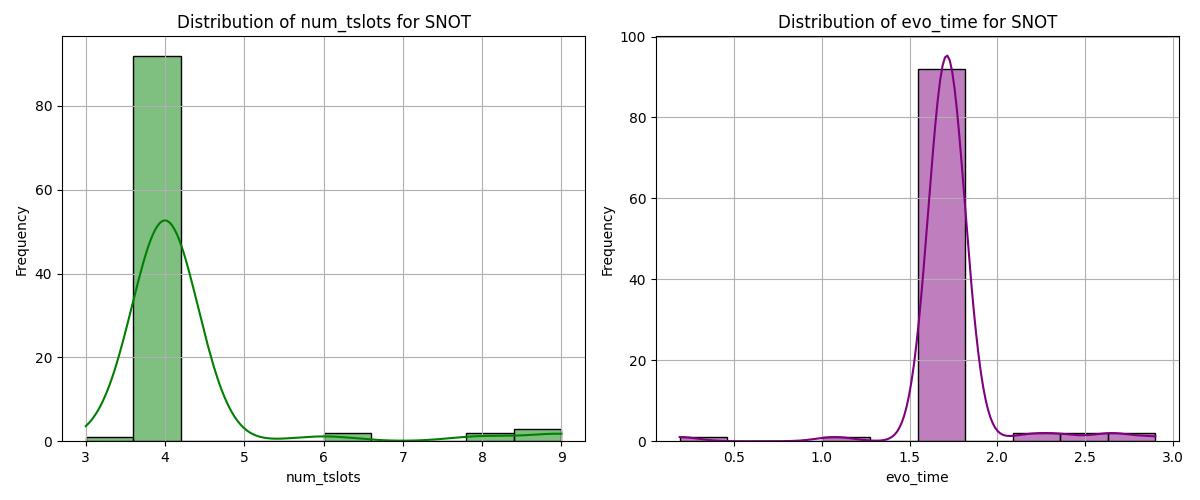 Distribution of num_tslots for SNOT
Frequency
80
60
40
20
0
3 4 5 6 7 8 9
num_tslots
Distribution of evo_time for SNOT
Frequency
100
80
60
40
20
0
0.5 1.0 1.5 2.0 2.5 3.0
evo_time